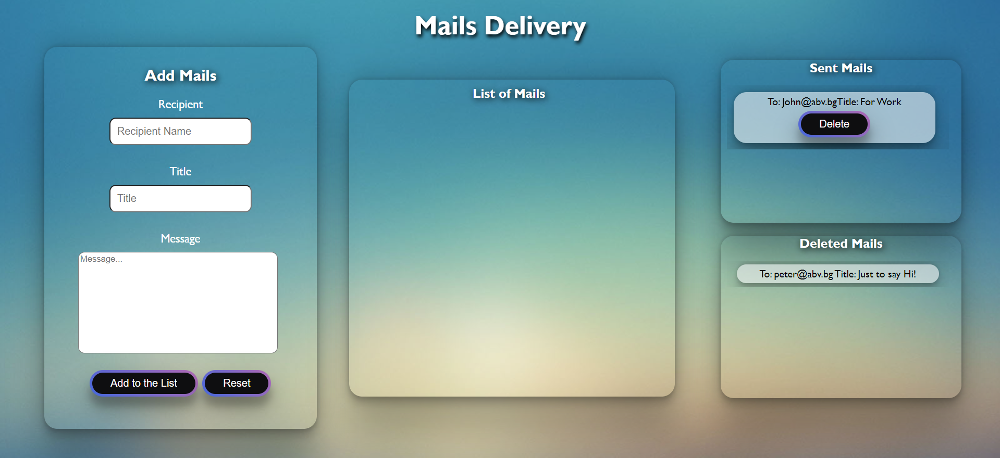 Mails Delivery
Add Mails
Recipient
Recipient Name
Title
Title
Message
Message...
Add to the List
Reset
List of Mails
Sent Mails
To: John@abv.bgTitle: For Work
Delete
Deleted Mails
To: peter@abv.bg Title: Just to say Hi!